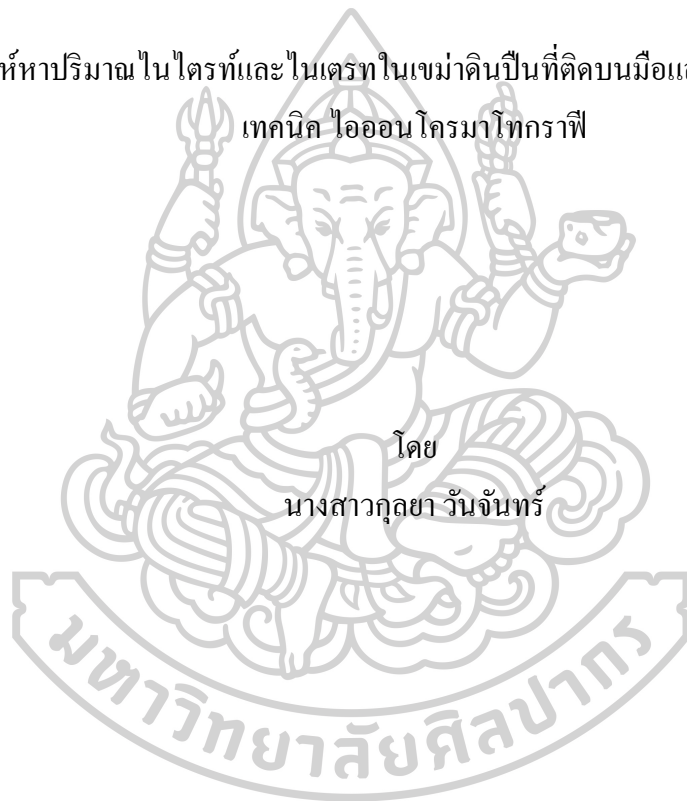 ห์หาปริมาณไนไตรท์และไนเตรทในเขม่าดินปืนที่ติดบนมือแ
เทคนิค ไอออนโครมาโทกราฟี
โดย
นางสาวกุลยา วันจันทร์
มหาวิทยาลัยศิลปากร